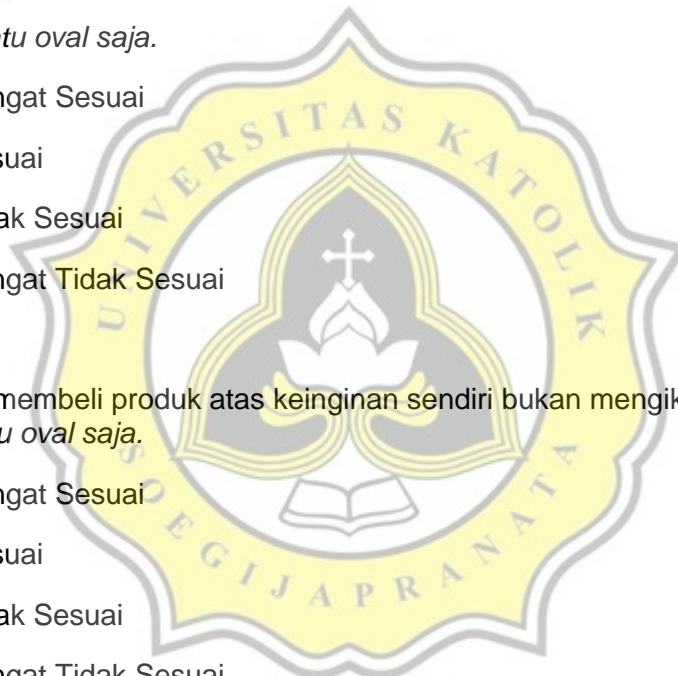 tu oval saja.
ngat Sesuai
suai
ak Sesuai
ngat Tidak Sesuai
membeli produk atas keinginan sendiri bukan mengik
u oval saja.
ngat Sesuai
suai
ak Sesuai
ngat Tidak Sesuai
UNIVERSITAS KATOLIK
SOEGIJAPRANATA